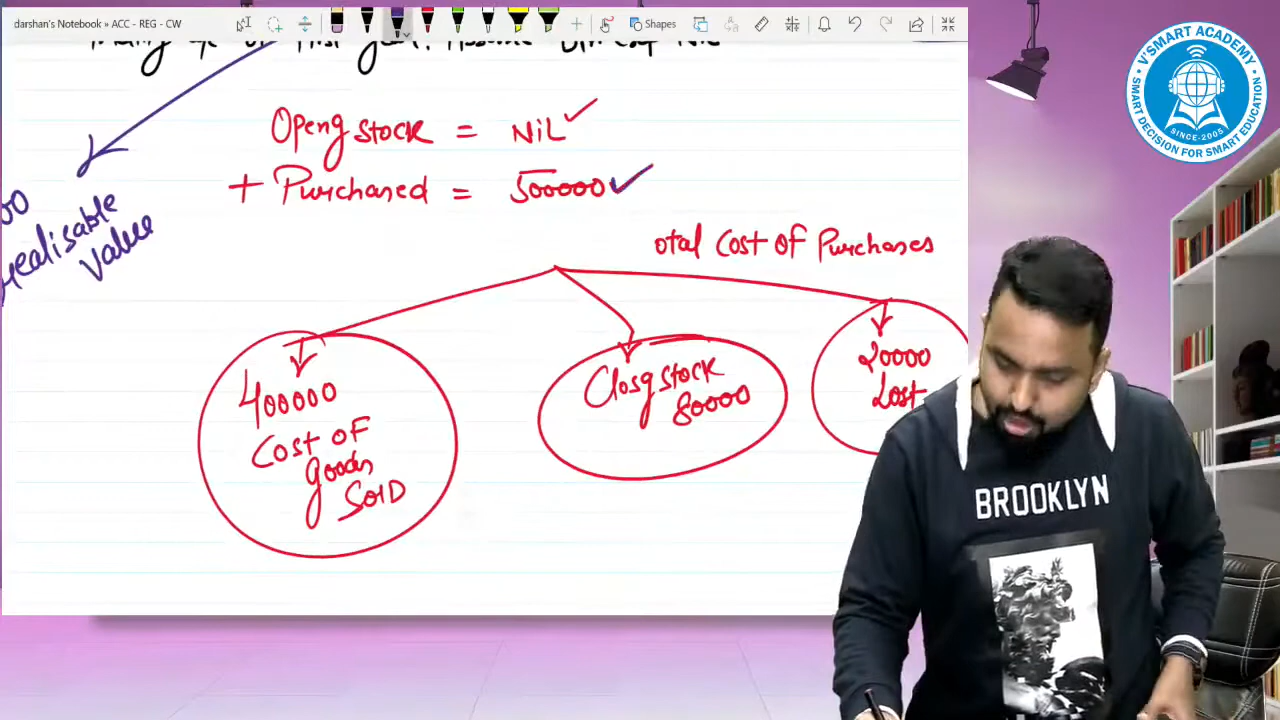 darshan's Notebook » ACC - REG - CW
Shapes
Openg stock = NiL
+ Purchased = 500000
00
realisable
value
otal Cost of Purchases
400000
Cost of
goods
Sold
Closg stock
80000
20000
Lost
BROOKLYN
V'SMART ACADEMY
SINCE-2005
SMART DECISION FOR SMART EDUCATION